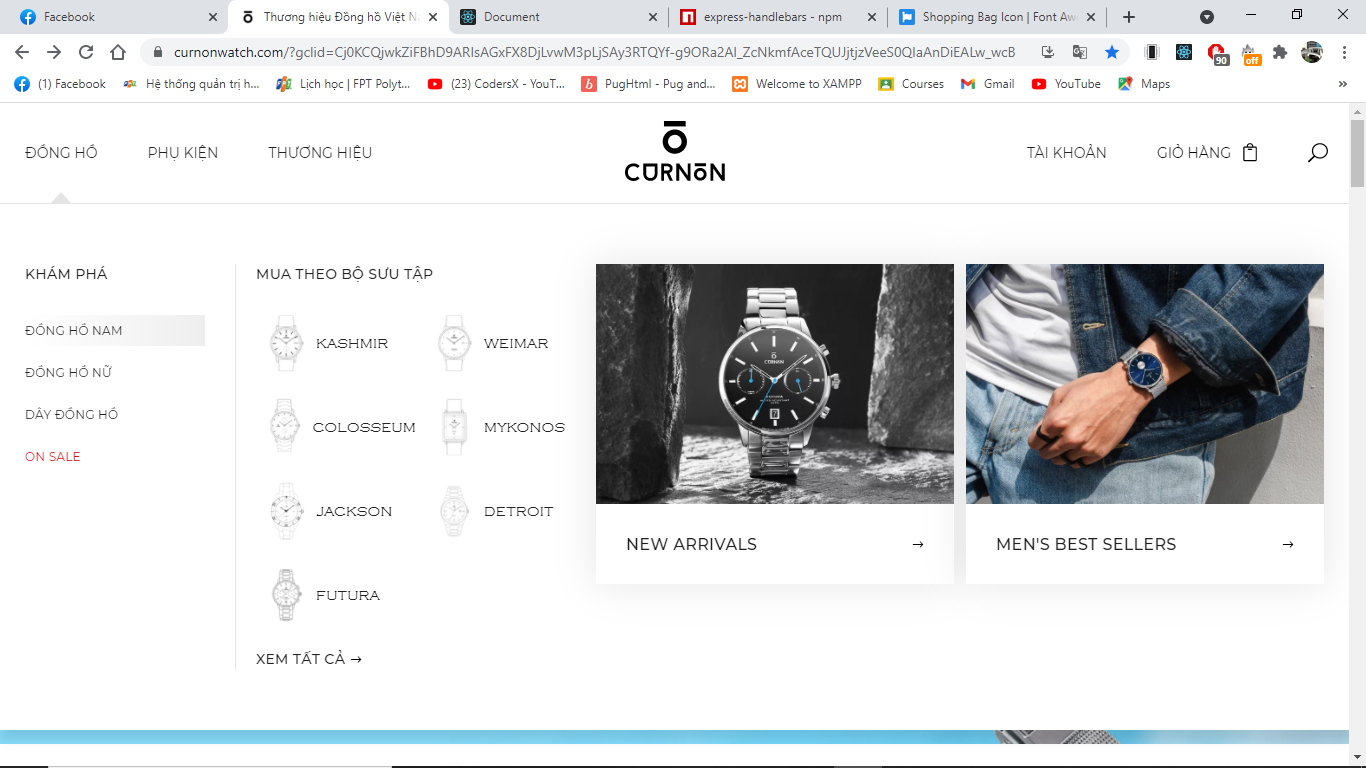 Facebook
Thương hiệu Đồng hồ Việt Na
Document
express-handlebars - npm
Shopping Bag Icon | Font Aw
curnonwatch.com/?gclid=Cj0KCQjwkZiFBhD9ARIsAGxFX8DjLvwM3pLjSAy3RTQYf-g9ORa2AI_ZcNkmfAceTQUJjtjzVeeS0QIaAnDiEALw_wcB
90
off
(1) Facebook
Hệ thống quản trị h...
Lịch học | FPT Polyt...
(23) CodersX - YouT...
PugHtml - Pug and...
Welcome to XAMPP
Courses
Gmail
YouTube
Maps
ĐỒNG HỒ
PHỤ KIỆN
THƯƠNG HIỆU
CŪRNŌN
TÀI KHOẢN
GIỎ HÀNG
KHÁM PHÁ
ĐỒNG HỒ NAM
ĐỒNG HỒ NỮ
DÂY ĐỒNG HỒ
ON SALE
MUA THEO BỘ SƯU TẬP
KASHMIR
WEIMAR
COLOSSEUM
MYKONOS
JACKSON
DETROIT
FUTURA
XEM TẤT CẢ →
CŪRNŌN
7
NEW ARRIVALS →
MEN'S BEST SELLERS →